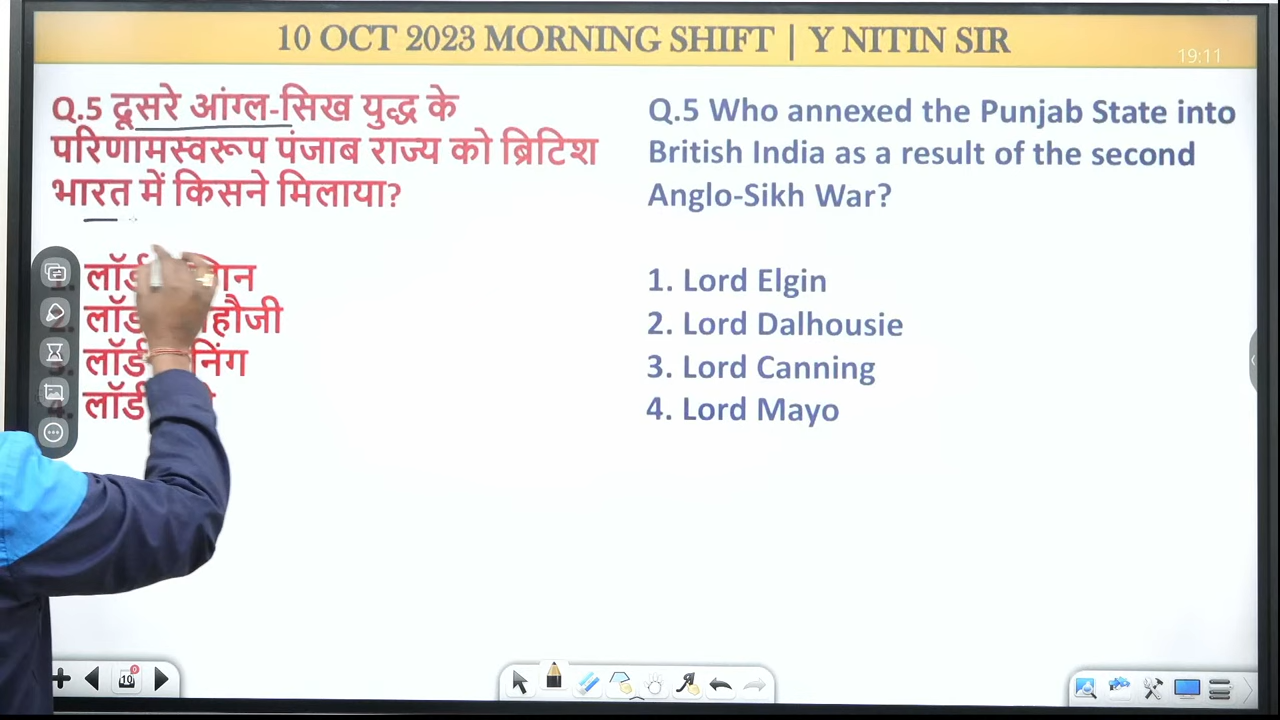 10 OCT 2023 MORNING SHIFT | Y NITIN SIR
19:11
Q.5 दूसरे आंग्ल-सिख युद्ध के
परिणामस्वरूप पंजाब राज्य को ब्रिटिश
भारत में किसने मिलाया?
लॉर्ड
लॉर्ड
लॉर्ड
लॉर्ड
Q.5 Who annexed the Punjab State into
British India as a result of the second
Anglo-Sikh War?
1. Lord Elgin
2. Lord Dalhousie
3. Lord Canning
4. Lord Mayo
10